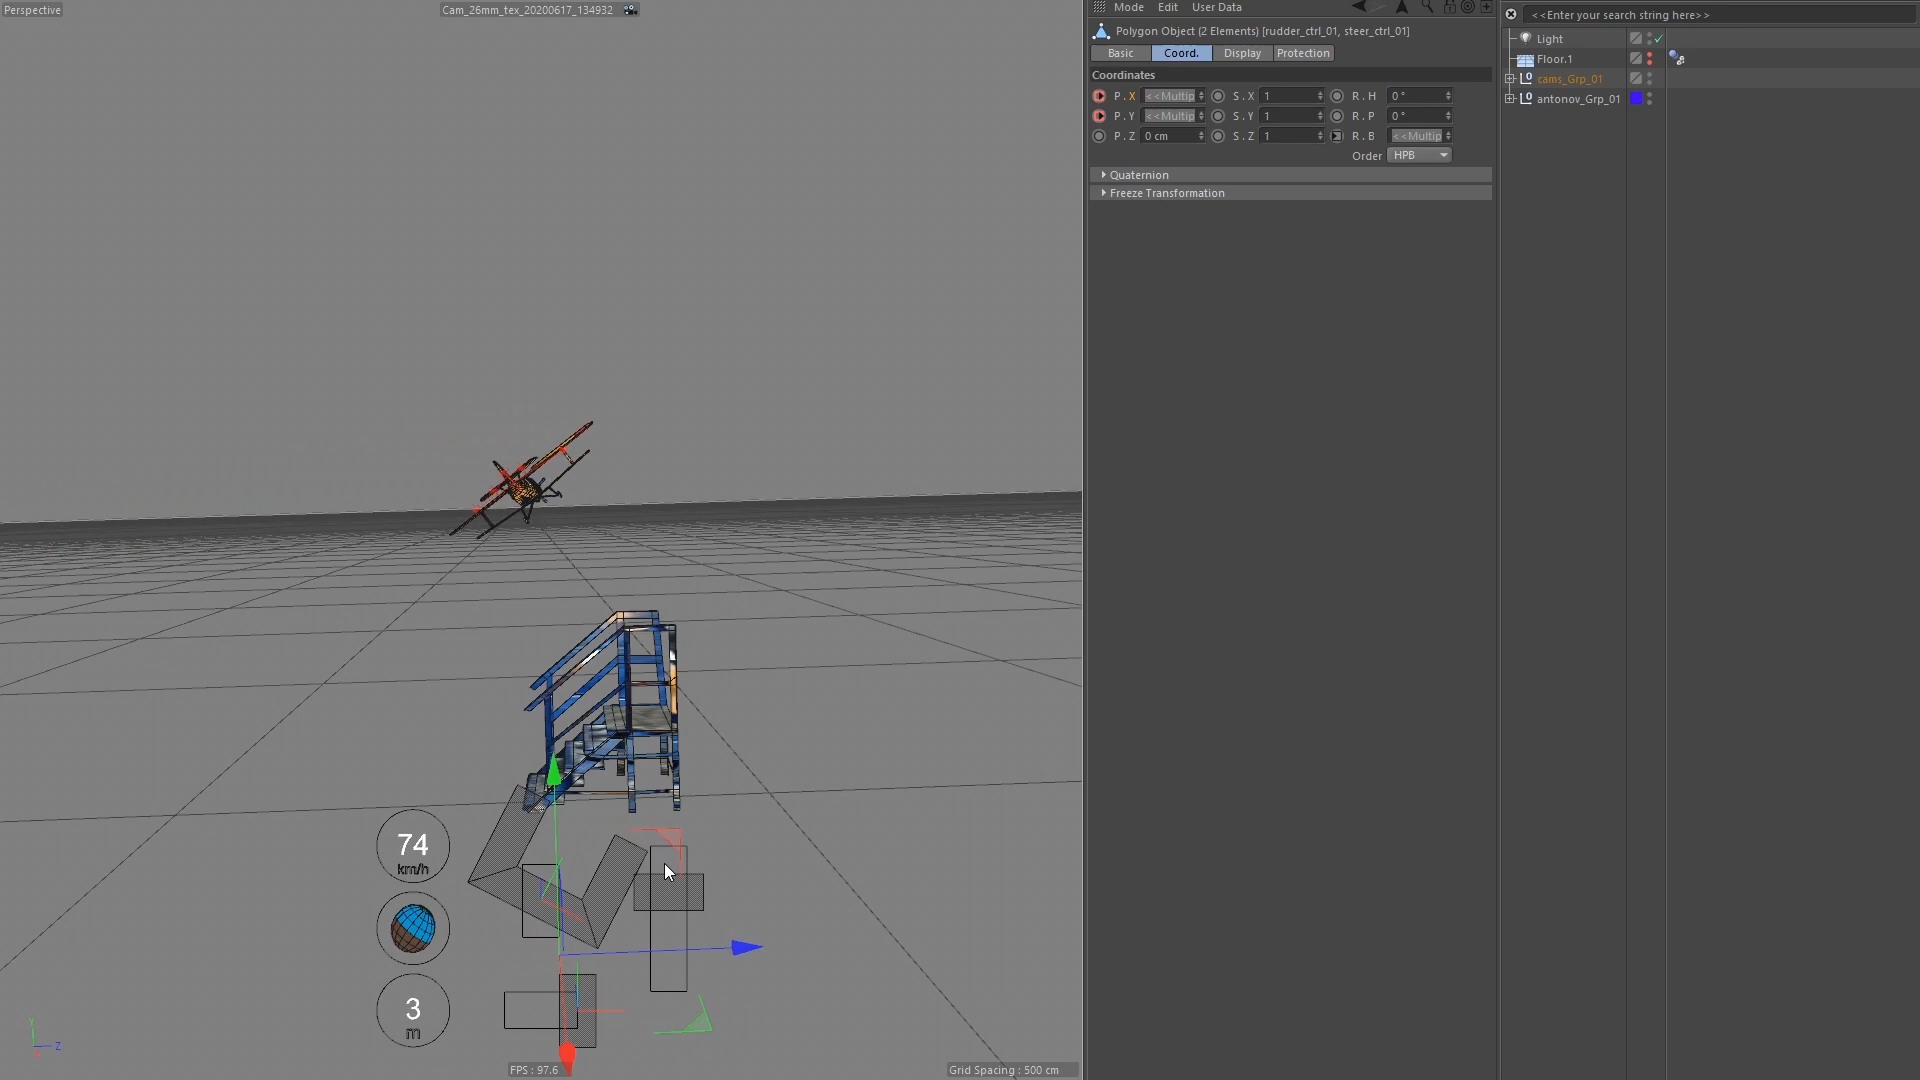 Perspective
Cam_26mm_tex_20200617_134932
74
km/h
3
m
Y
Z
FPS : 97.6
Grid Spacing : 500 cm
Mode Edit User Data
Polygon Object (2 Elements) [rudder_ctrl_01, steer_ctrl_01]
Basic Coord. Display Protection
Coordinates
P . X <<Multip S . X 1 R . H 0 °
P . Y <<Multip S . Y 1 R . P 0 °
P . Z 0 cm S . Z 1 R . B <<Multip
Order HPB
Quaternion
Freeze Transformation
<<Enter your search string here>>
Light
Floor.1
cams_Grp_01
antonov_Grp_01